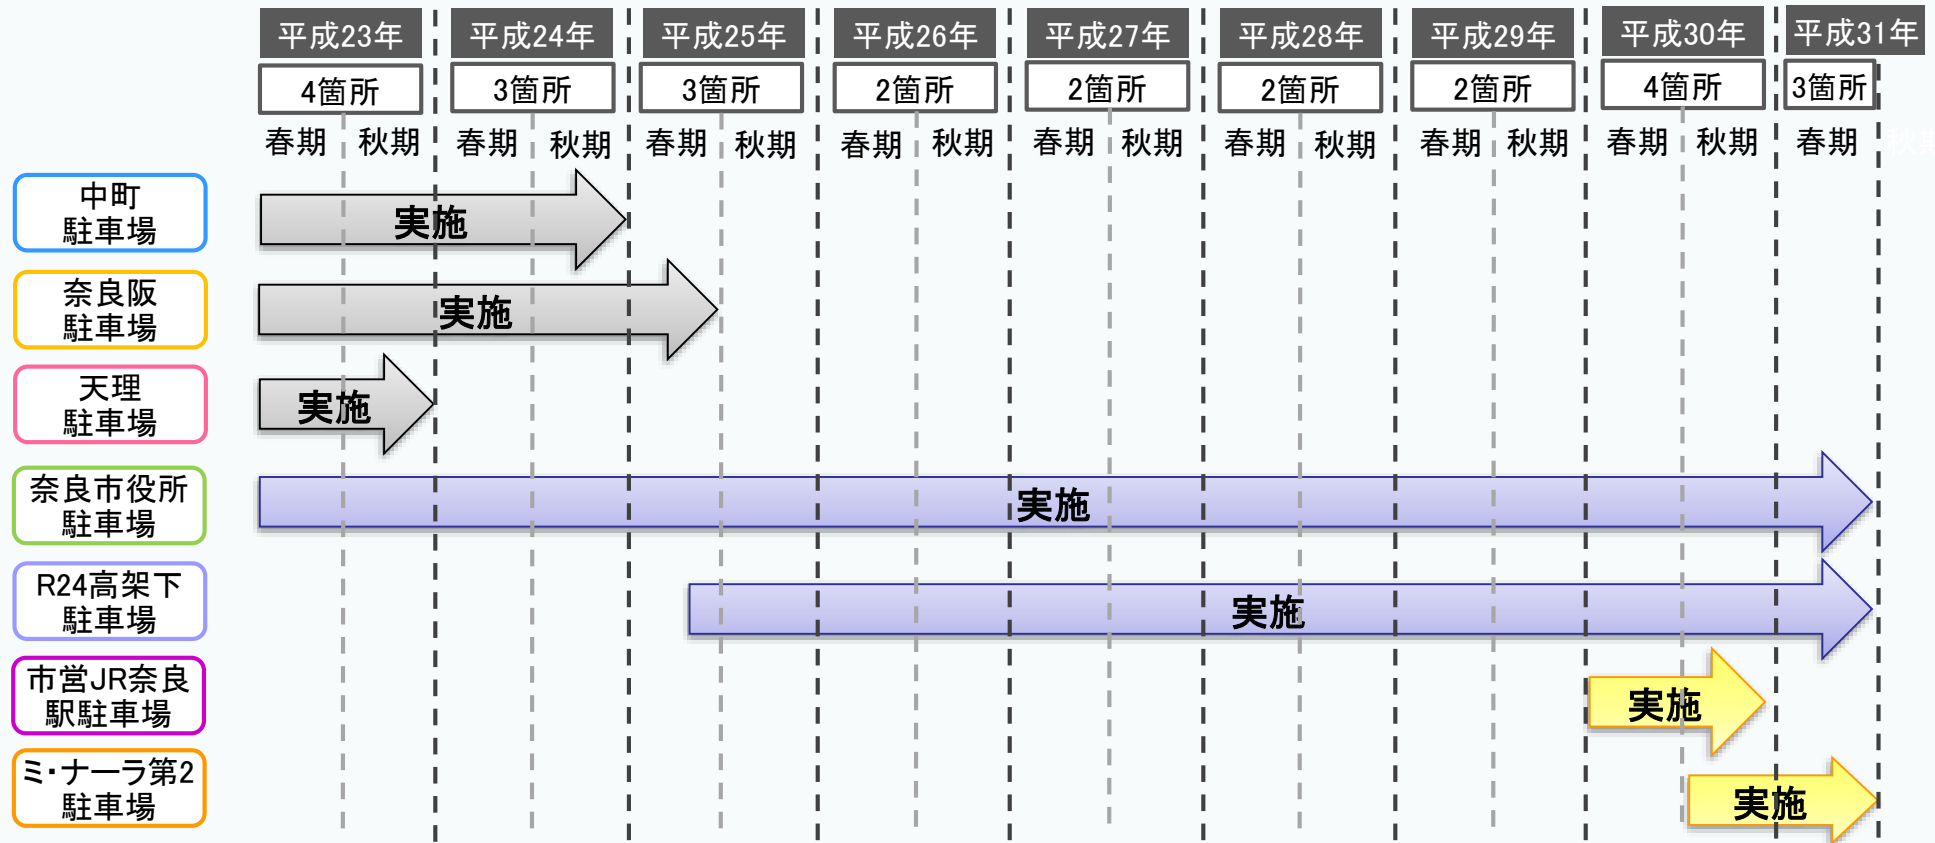 平成23年 平成24年 平成25年 平成26年 平成27年 平成28年 平成29年 平成30年 平成31年
4箇所 3箇所 3箇所 2箇所 2箇所 2箇所 2箇所 4箇所 3箇所
春期 秋期 春期 秋期 春期 秋期 春期 秋期 春期 秋期 春期 秋期 春期 秋期 春期 秋期 春期 秋期
中町
駐車場
実施
奈良阪
駐車場
実施
天理
駐車場
実施
奈良市役所
駐車場
実施
R24高架下
駐車場
実施
市営JR奈良
駅駐車場
実施
ミ・ナーラ第2
駐車場
実施